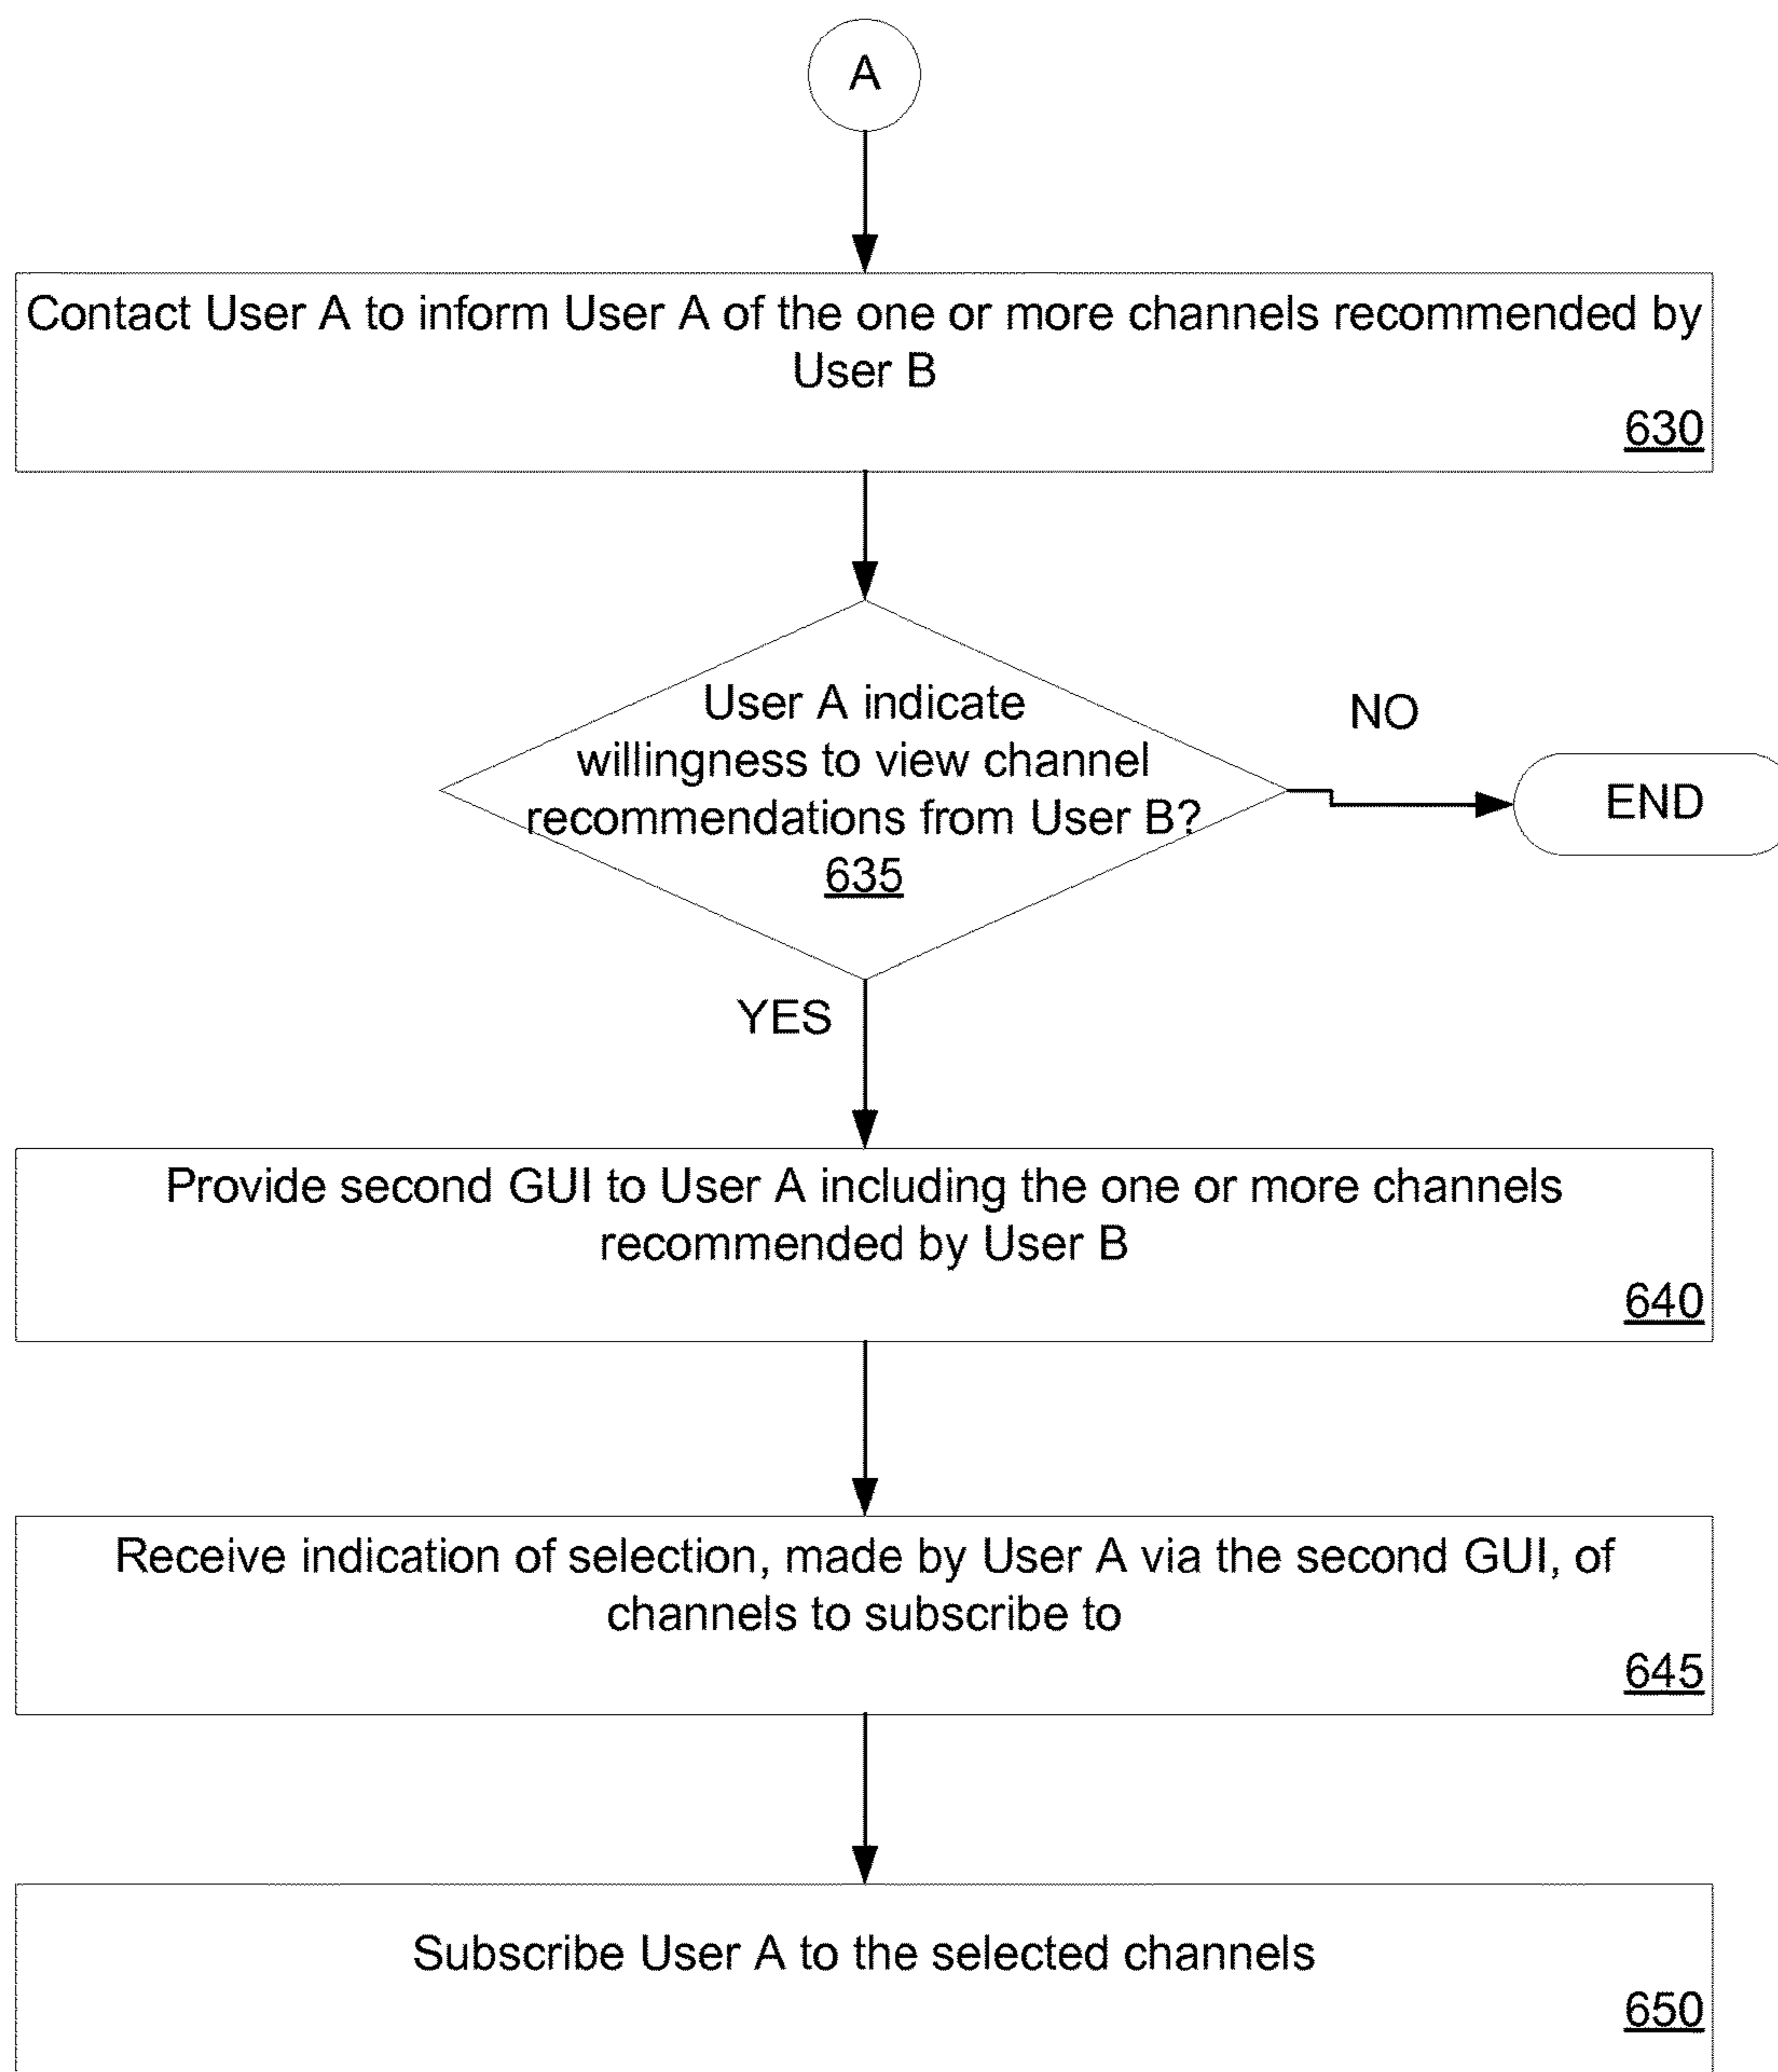 A
Contact User A to inform User A of the one or more channels recommended by
User B
630
User A indicate
willingness to view channel
recommendations from User B?
635
NO
END
YES
Provide second GUI to User A including the one or more channels
recommended by User B
640
Receive indication of selection, made by User A via the second GUI, of
channels to subscribe to
645
Subscribe User A to the selected channels
650